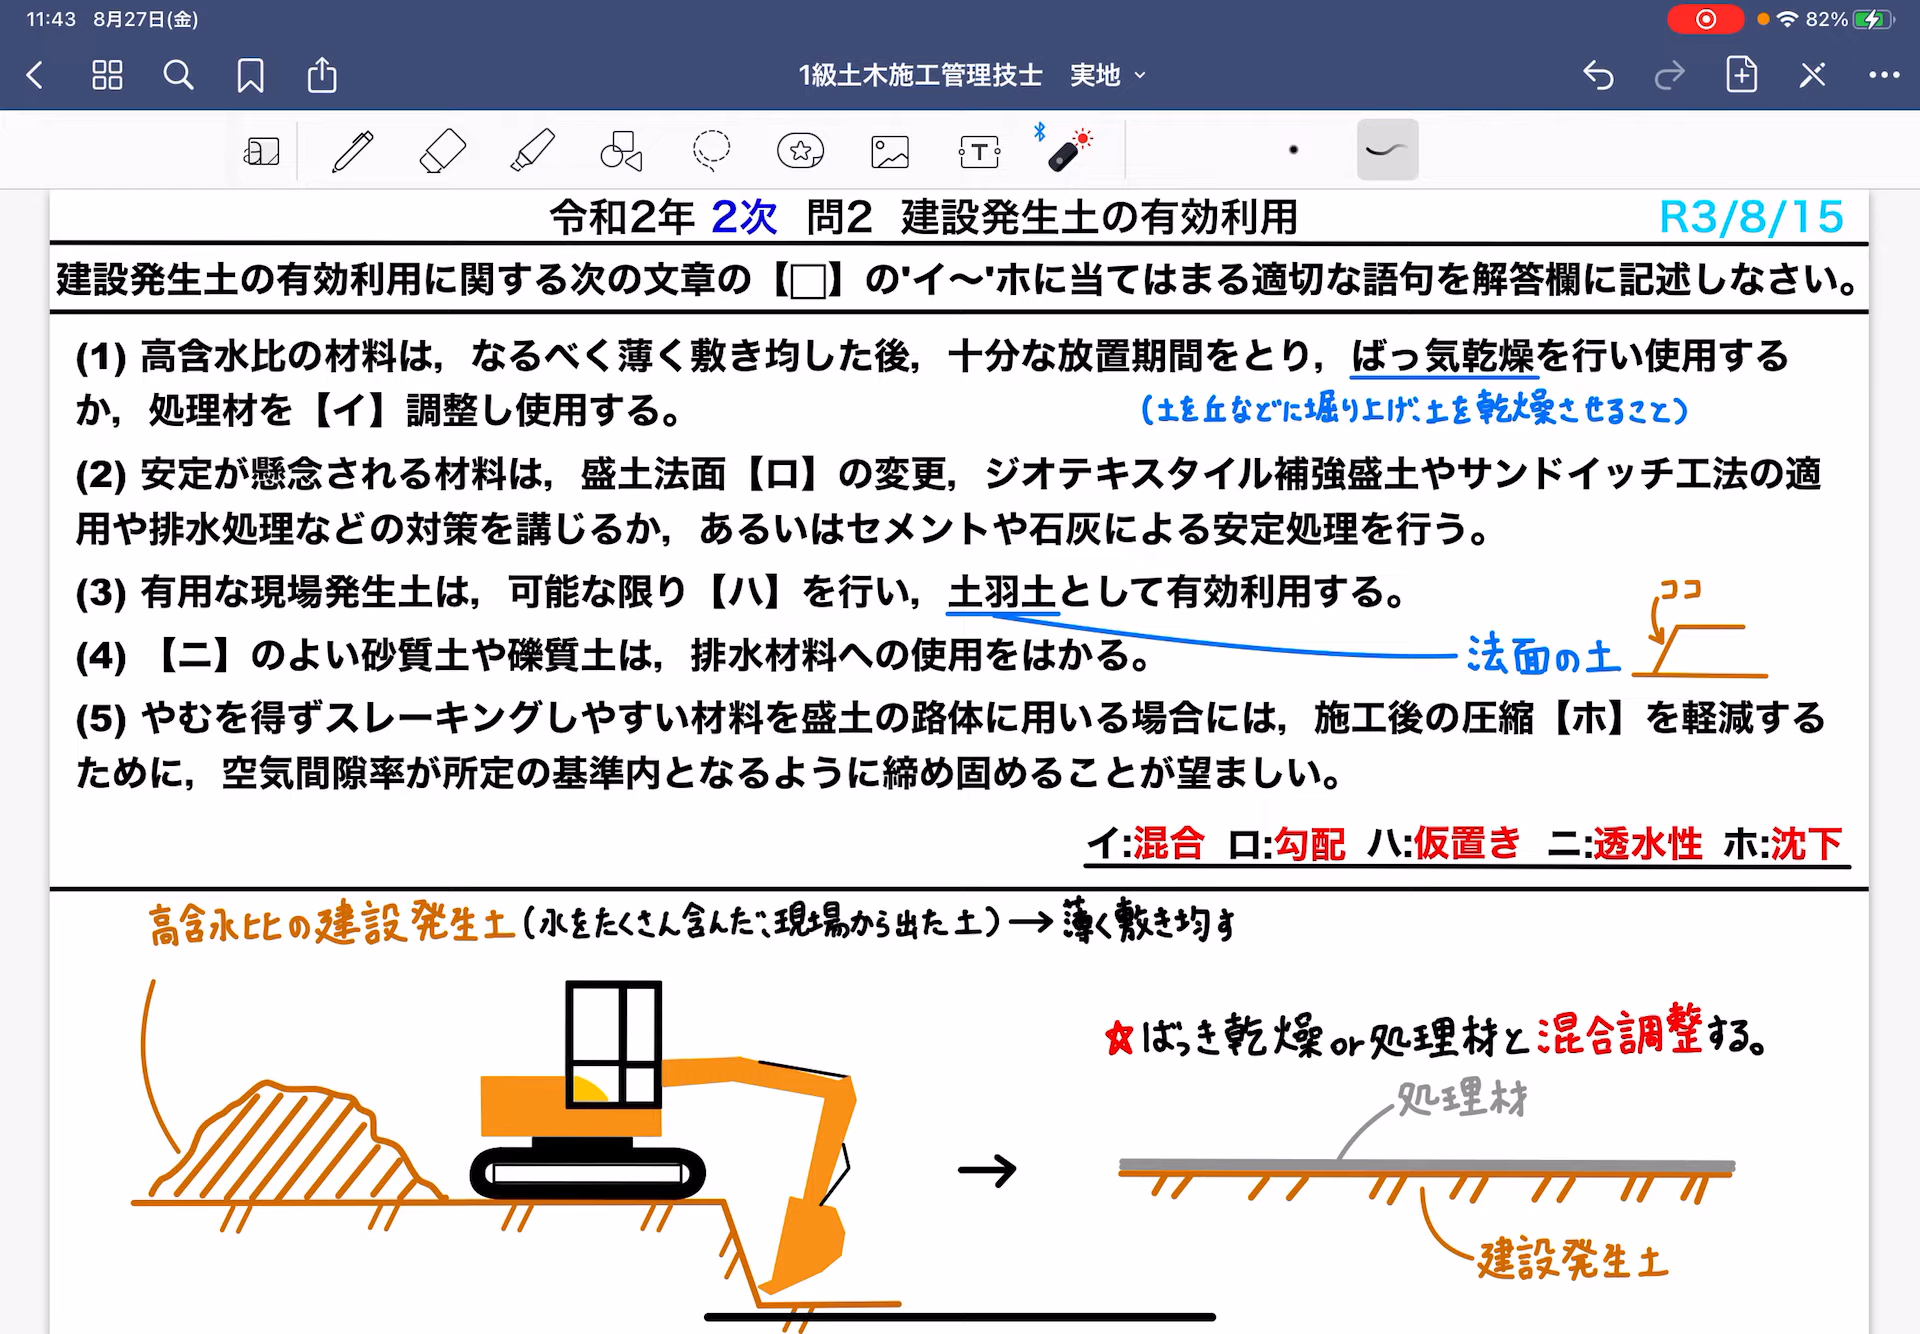 11:43 8月27日(金)
82%
1級土木施工管理技士 実地
令和2年 2次 問2 建設発生土の有効利用
R3/8/15
建設発生土の有効利用に関する次の文章の【□】の'イ〜'ホに当てはまる適切な語句を解答欄に記述しなさい。
(1) 高含水比の材料は，なるべく薄く敷き均した後，十分な放置期間をとり，ばっ気乾燥を行い使用する
か，処理材を【イ】調整し使用する。
(土を丘などに堀り上げ、土を乾燥させること)
(2) 安定が懸念される材料は，盛土法面【ロ】の変更，ジオテキスタイル補強盛土やサンドイッチ工法の適
用や排水処理などの対策を講じるか，あるいはセメントや石灰による安定処理を行う。
(3) 有用な現場発生土は，可能な限り【ハ】を行い，土羽土として有効利用する。
ココ
(4) 【ニ】のよい砂質土や礫質土は，排水材料への使用をはかる。
法面の土
(5) やむを得ずスレーキングしやすい材料を盛土の路体に用いる場合には，施工後の圧縮【ホ】を軽減する
ために，空気間隙率が所定の基準内となるように締め固めることが望ましい。
イ:混合 ロ:勾配 ハ:仮置き ニ:透水性 ホ:沈下
高含水比の建設発生土(水をたくさん含んだ、現場から出た土)→薄く敷き均す
☆ばっき乾燥or処理材と混合調整する。
処理材
→
建設発生土